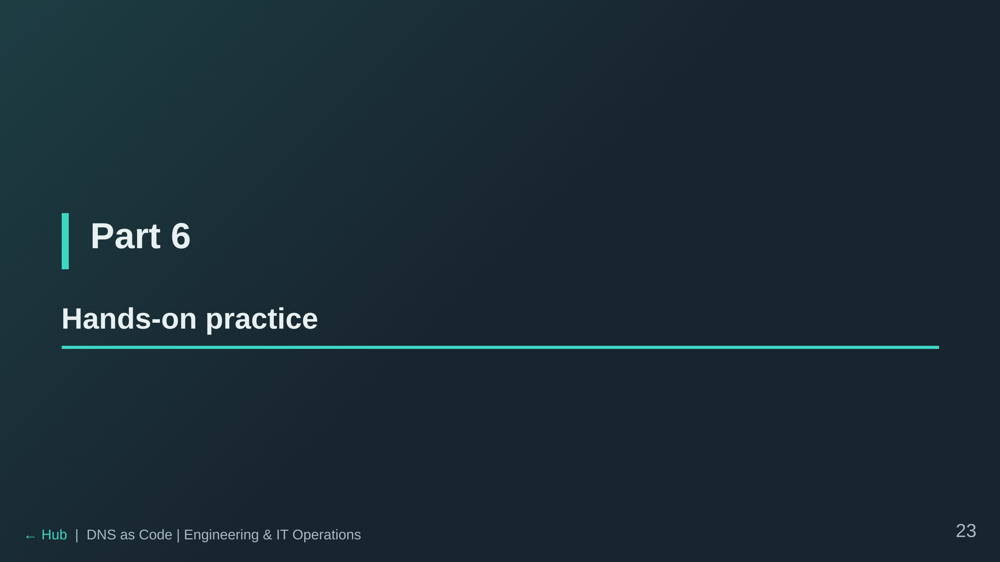 Part 6
Hands-on practice
← Hub | DNS as Code | Engineering & IT Operations
23